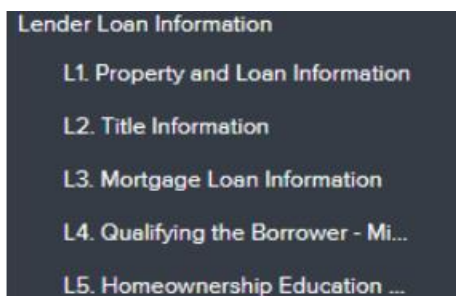 Lender Loan Information
L1. Property and Loan Information
L2. Title Information
L3. Mortgage Loan Information
L4. Qualifying the Borrower - Mi...
L5. Homeownership Education ...